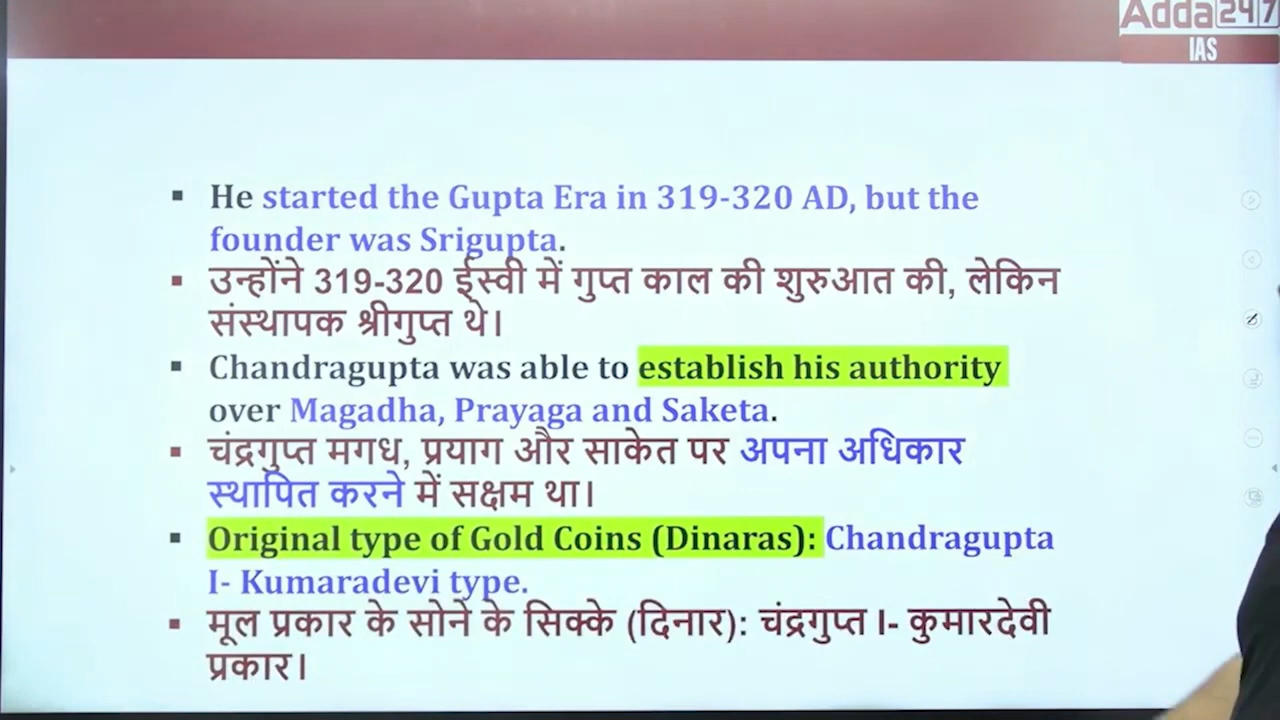 Adda247
IAS
▪ He started the Gupta Era in 319-320 AD, but the
founder was Srigupta.
▪ उन्होंने 319-320 ईस्वी में गुप्त काल की शुरुआत की, लेकिन
संस्थापक श्रीगुप्त थे।
▪ Chandragupta was able to establish his authority
over Magadha, Prayaga and Saketa.
▪ चंद्रगुप्त मगध, प्रयाग और साकेत पर अपना अधिकार
स्थापित करने में सक्षम था।
▪ Original type of Gold Coins (Dinaras): Chandragupta
I- Kumaradevi type.
▪ मूल प्रकार के सोने के सिक्के (दिनार): चंद्रगुप्त I- कुमारदेवी
प्रकार।